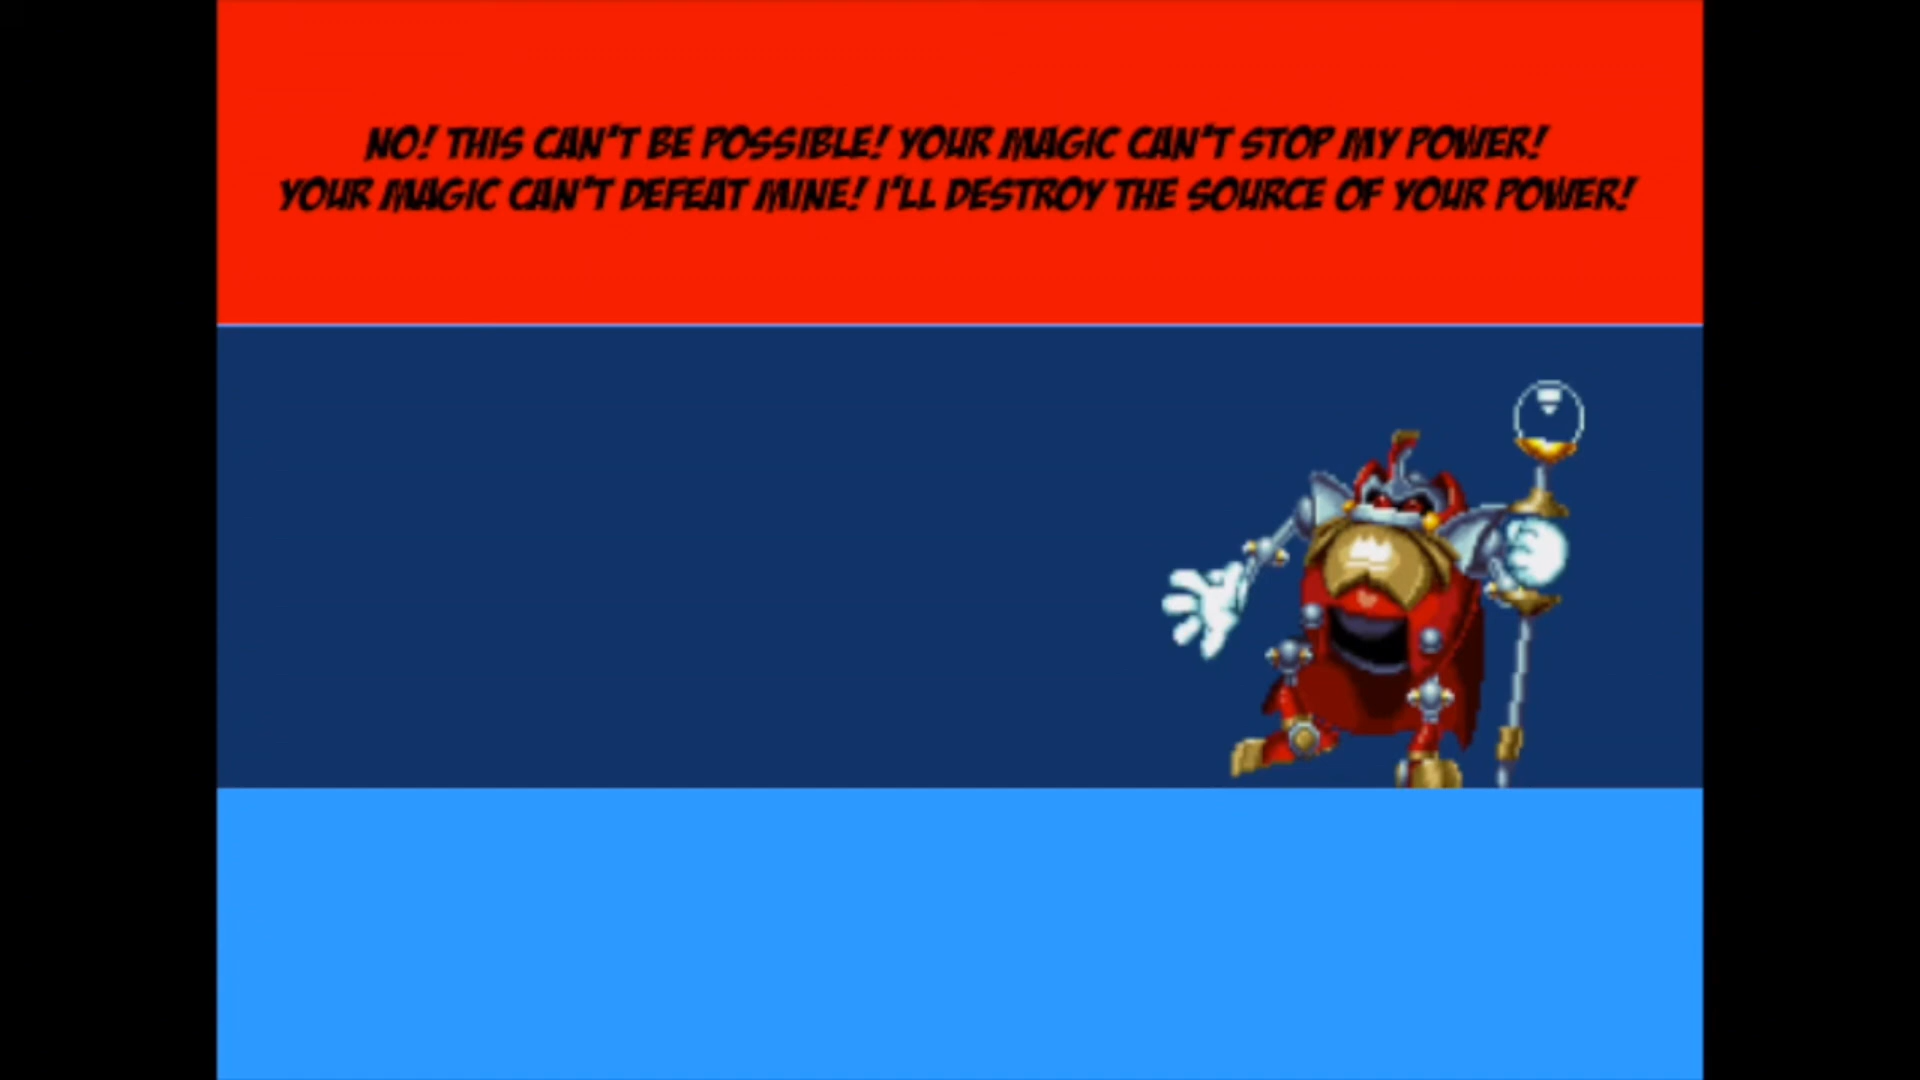 NO! THIS CAN'T BE POSSIBLE! YOUR MAGIC CAN'T STOP MY POWER!
YOUR MAGIC CAN'T DEFEAT MINE! I'LL DESTROY THE SOURCE OF YOUR POWER!